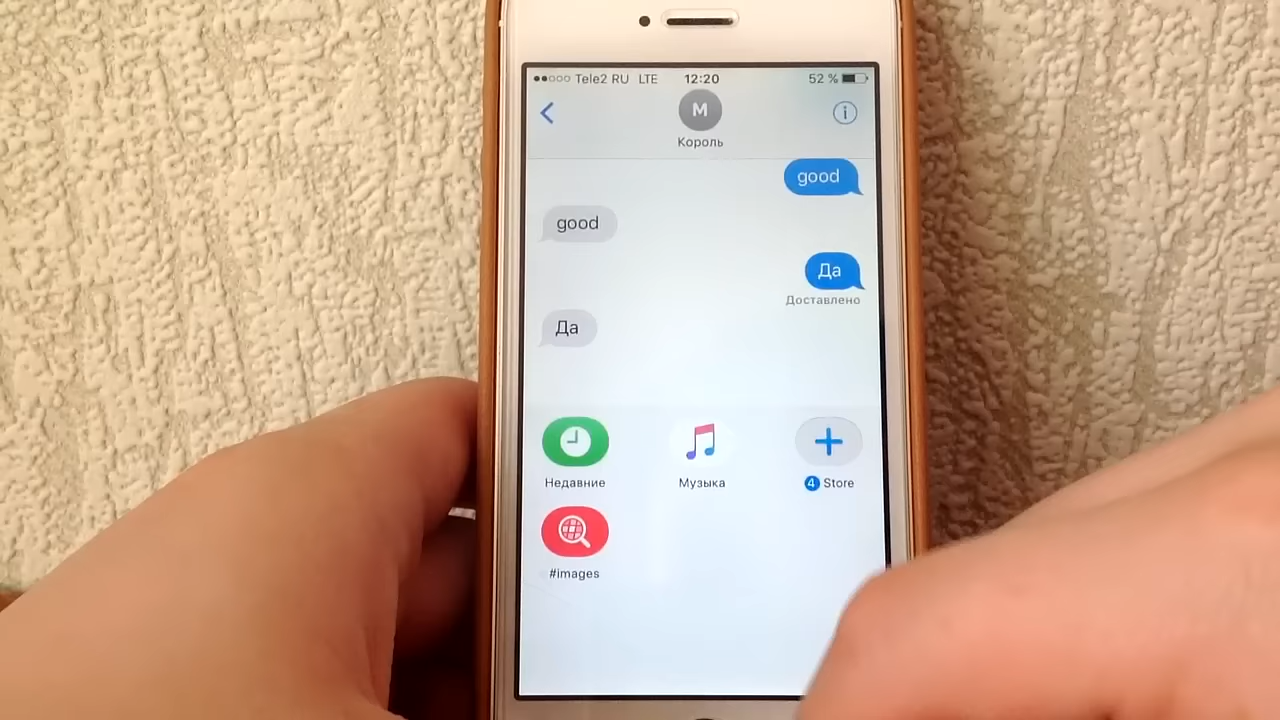 Tele2 RU LTE 12:20 52 %
M
Король
good
good
Да
Доставлено
Да
Недавние Музыка 4 Store
#images